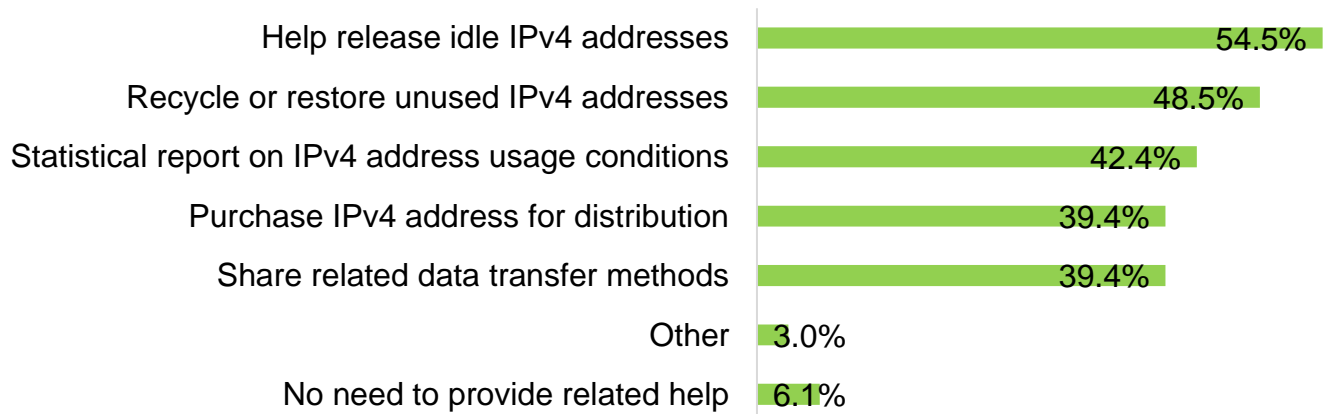 Help release idle IPv4 addresses 54.5%
Recycle or restore unused IPv4 addresses 48.5%
Statistical report on IPv4 address usage conditions 42.4%
Purchase IPv4 address for distribution 39.4%
Share related data transfer methods 39.4%
Other 3.0%
No need to provide related help 6.1%